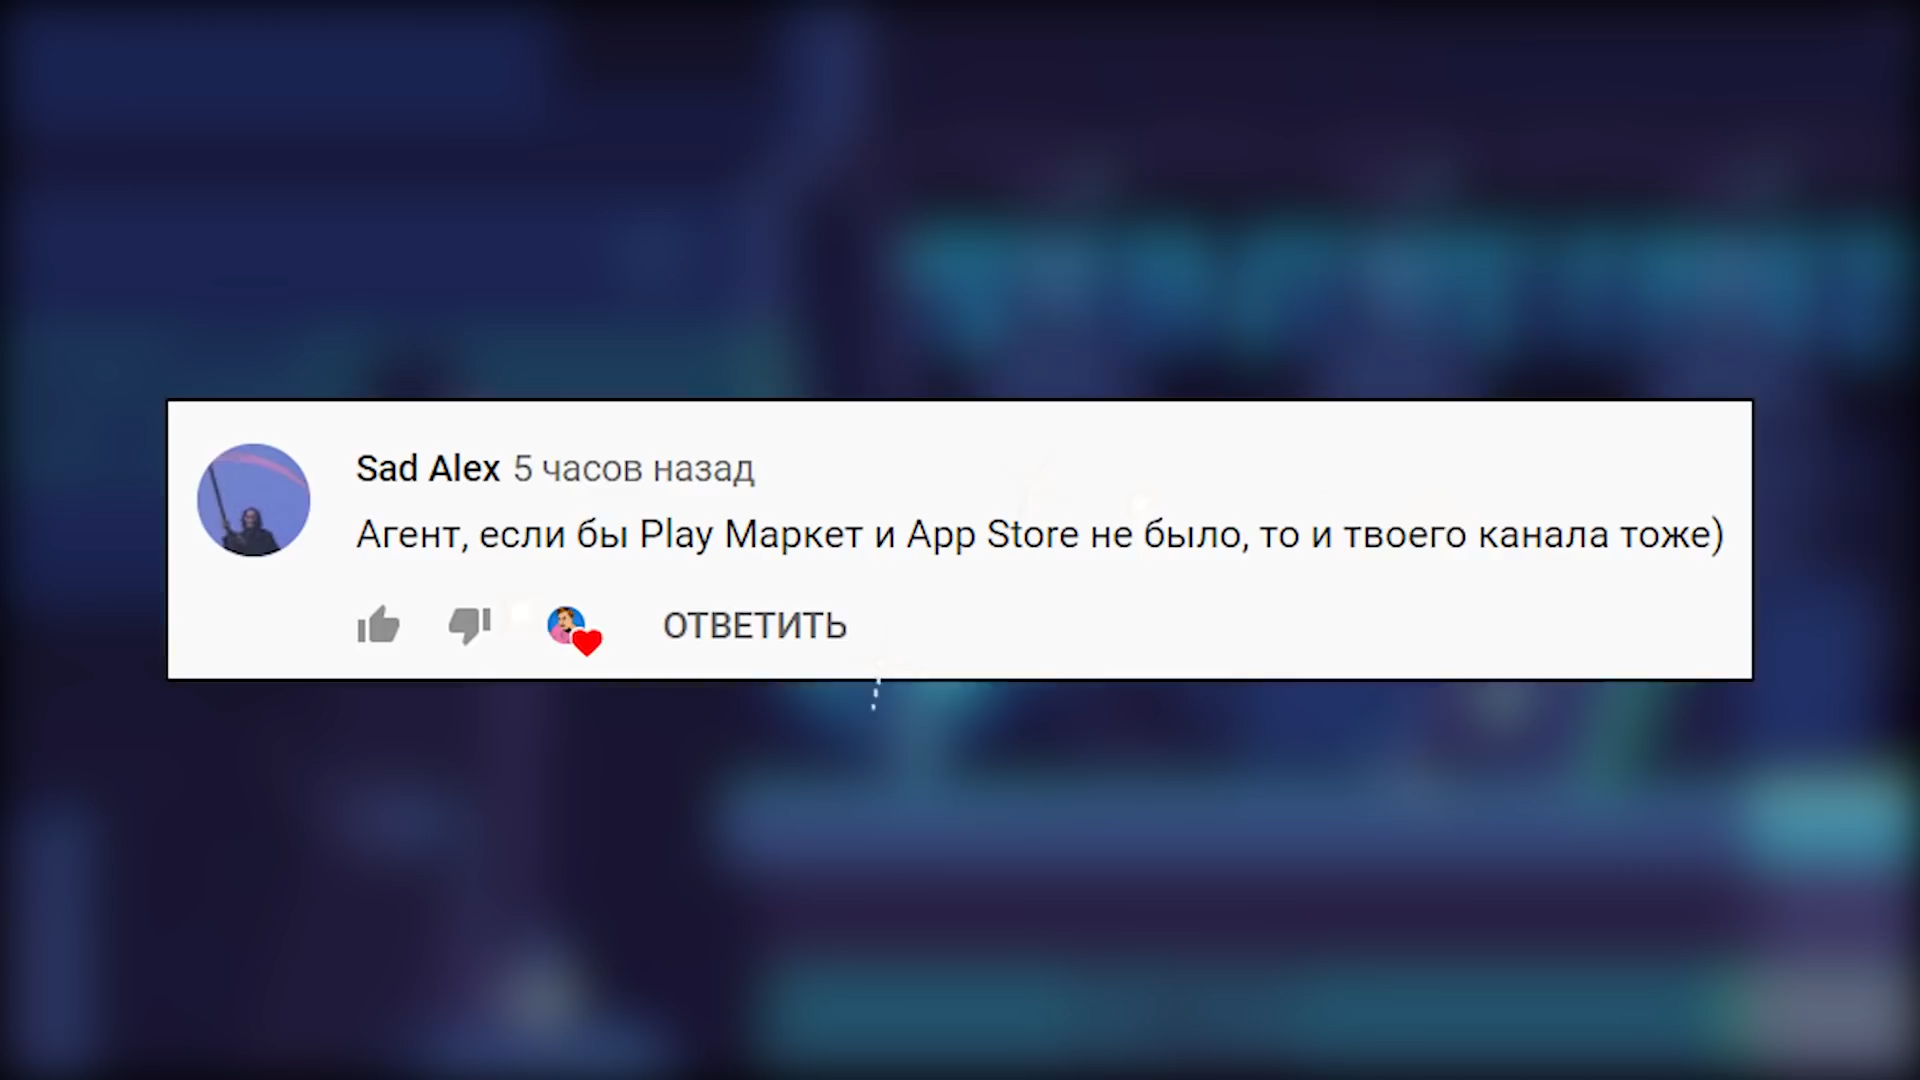 Sad Alex 5 часов назад
Агент, если бы Play Маркет и App Store не было, то и твоего канала тоже)
ОТВЕТИТЬ